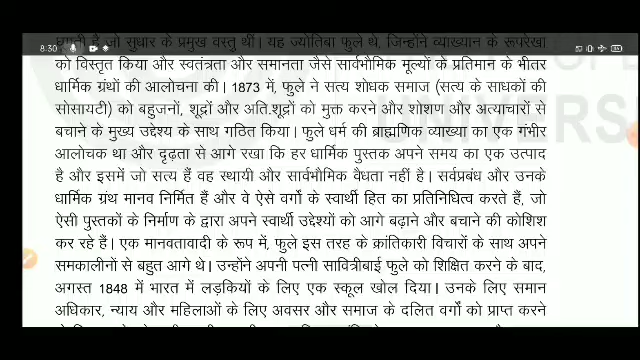 8:30
होती है जो सुधार के प्रमुख वस्तु थीं। यह ज्योतिबा फुले थे, जिन्होंने व्याख्यान के रूपरेखा
को विस्तृत किया और स्वतंत्रता और समानता जैसे सार्वभौमिक मूल्यों के प्रतिमान के भीतर
धार्मिक ग्रंथों की आलोचना की। 1873 में, फुले ने सत्य शोधक समाज (सत्य के साधकों की
सोसायटी) को बहुजनों, शूद्रों और अति.शूद्रों को मुक्त करने और शोषण और अत्याचारों से
बचाने के मुख्य उद्देश्य के साथ गठित किया। फुले धर्म की ब्राह्मणिक व्याख्या का एक गंभीर
आलोचक था और दृढ़ता से आगे रखा कि हर धार्मिक पुस्तक अपने समय का एक उत्पाद
है और इसमें जो सत्य हैं वह स्थायी और सार्वभौमिक वैधता नहीं है। सर्वप्रबंध और उनके
धार्मिक ग्रंथ मानव निर्मित हैं और वे ऐसे वर्गों के स्वार्थी हित का प्रतिनिधित्व करते हैं, जो
ऐसी पुस्तकों के निर्माण के द्वारा अपने स्वार्थी उद्देश्यों को आगे बढ़ाने और बचाने की कोशिश
कर रहे हैं। एक मानवतावादी के रूप में, फुले इस तरह के क्रांतिकारी विचारों के साथ अपने
समकालीनों से बहुत आगे थे। उन्होंने अपनी पत्नी सावित्रीबाई फुले को शिक्षित करने के बाद,
अगस्त 1848 में भारत में लड़कियों के लिए एक स्कूल खोल दिया। उनके लिए समान
अधिकार, न्याय और महिलाओं के लिए अवसर और समाज के दलित वर्गों को प्राप्त करने